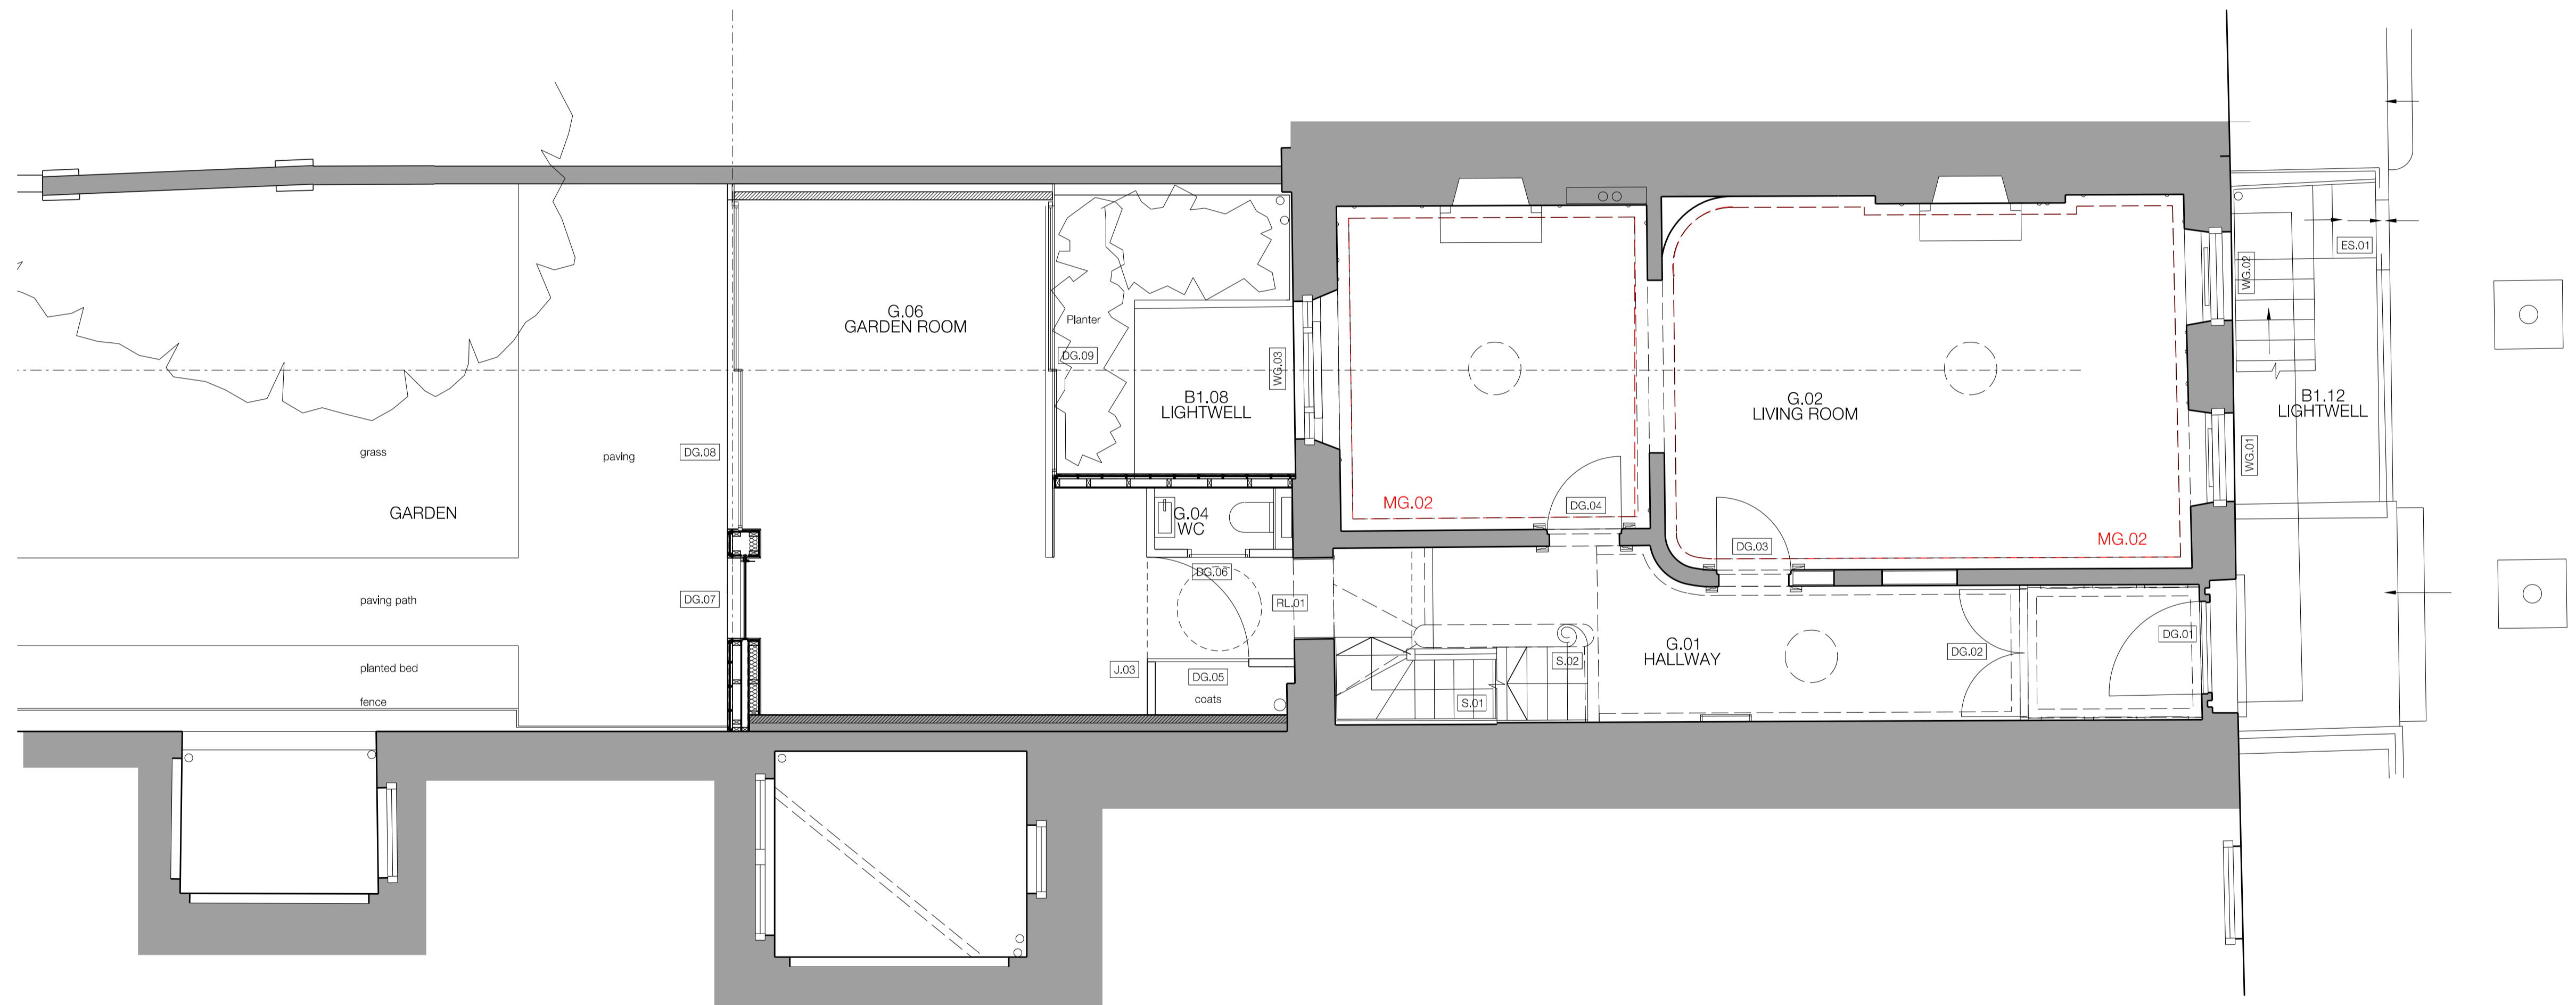 ES.01
WG.02
G.06
GARDEN ROOM
Planter
DG.09
WG.03
B1.08
LIGHTWELL
G.02
LIVING ROOM
B1.12
LIGHTWELL
grass
paving
DG.08
WG.01
GARDEN
MG.02
DG.04
G.04
WC
MG.02
DG.03
DG.06
paving path
DG.07
RL.01
G.01
HALLWAY
DG.01
DG.02
S.02
planted bed
J.03
DG.05
coats
S.01
fence